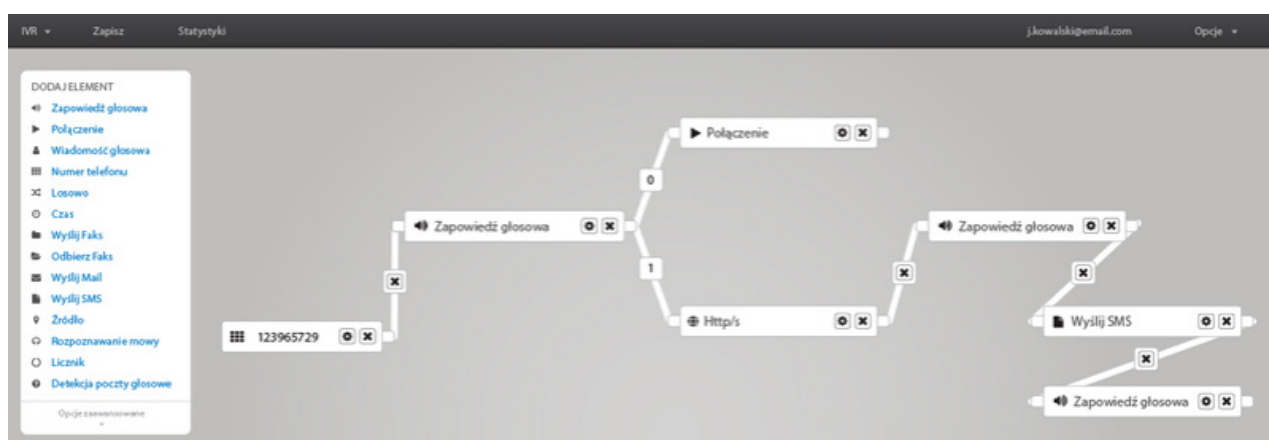 IVR Zapisz Statystyki j.kowalski@email.com Opcje
DODAJ ELEMENT
Zapowiedź głosowa
Połączenie
Wiadomość głosowa
Numer telefonu
Losowo
Czas
Wyślij Faks
Odbierz Faks
Wyślij Mail
Wyślij SMS
Źródło
Rozpoznawanie mowy
Licznik
Detekcja poczty głosowe
Opcje zaawansowane
123965729
Zapowiedź głosowa
0
Połączenie
1
Http/s
Zapowiedź głosowa
Wyślij SMS
Zapowiedź głosowa